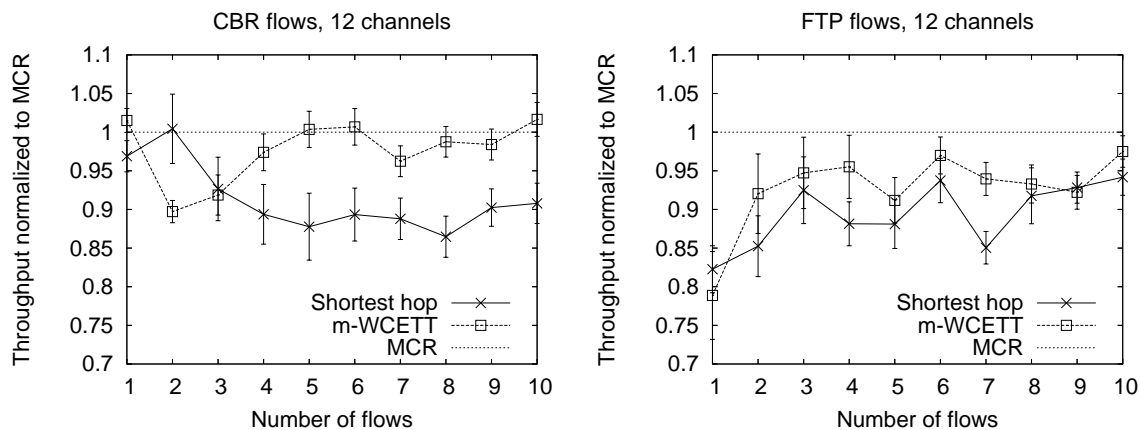 CBR flows, 12 channels
Throughput normalized to MCR
1.1
1.05
1
0.95
0.9
0.85
0.8
0.75
0.7
Shortest hop
m-WCETT
MCR
1 2 3 4 5 6 7 8 9 10
Number of flows
FTP flows, 12 channels
Throughput normalized to MCR
1.1
1.05
1
0.95
0.9
0.85
0.8
0.75
0.7
Shortest hop
m-WCETT
MCR
1 2 3 4 5 6 7 8 9 10
Number of flows